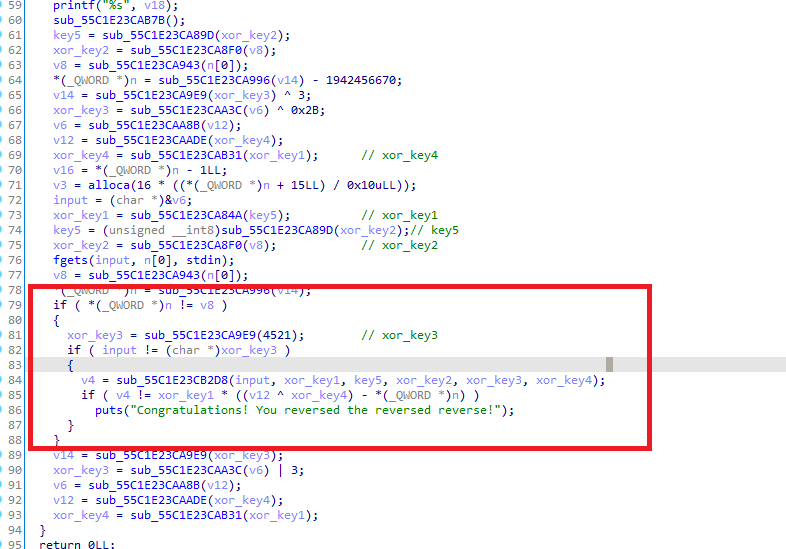 59 printf("%s", v18);
60 sub_55C1E23CAB7B();
61 key5 = sub_55C1E23CA89D(xor_key2);
62 xor_key2 = sub_55C1E23CA8F0(v8);
63 v8 = sub_55C1E23CA943(n[0]);
64 *(_QWORD *)n = sub_55C1E23CA996(v14) - 1942456670;
65 v14 = sub_55C1E23CA9E9(xor_key3) ^ 3;
66 xor_key3 = sub_55C1E23CAA3C(v6) ^ 0x2B;
67 v6 = sub_55C1E23CAA8B(v12);
68 v12 = sub_55C1E23CAADE(xor_key4);
69 xor_key4 = sub_55C1E23CAB31(xor_key1); // xor_key4
70 v16 = *(_QWORD *)n - 1LL;
71 v3 = alloca(16 * ((*(_QWORD *)n + 15LL) / 0x10uLL));
72 input = (char *)&v6;
73 xor_key1 = sub_55C1E23CA84A(key5); // xor_key1
74 key5 = (unsigned __int8)sub_55C1E23CA89D(xor_key2);// key5
75 xor_key2 = sub_55C1E23CA8F0(v8); // xor_key2
76 fgets(input, n[0], stdin);
77 v8 = sub_55C1E23CA943(n[0]);
78 *(_QWORD *)n = sub_55C1E23CA996(v14);
79 if ( *(_QWORD *)n != v8 )
80 {
81 xor_key3 = sub_55C1E23CA9E9(4521); // xor_key3
82 if ( input != (char *)xor_key3 )
83 {
84 v4 = sub_55C1E23CB2D8(input, xor_key1, key5, xor_key2, xor_key3, xor_key4);
85 if ( v4 != xor_key1 * ((v12 ^ xor_key4) - *(_QWORD *)n) )
86 puts("Congratulations! You reversed the reversed reverse!");
87 }
88 }
89 v14 = sub_55C1E23CA9E9(xor_key3);
90 xor_key3 = sub_55C1E23CAA3C(v6) | 3;
91 v6 = sub_55C1E23CAA8B(v12);
92 v12 = sub_55C1E23CAADE(xor_key4);
93 xor_key4 = sub_55C1E23CAB31(xor_key1);
94 }
95 return 0LL;